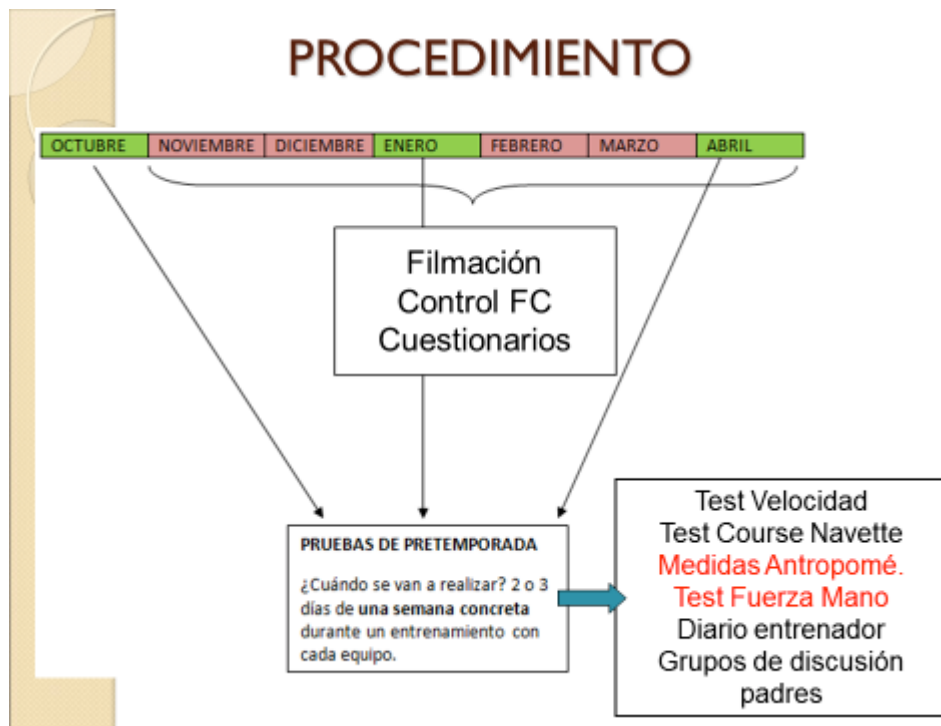 PROCEDIMIENTO
OCTUBRE NOVIEMBRE DICIEMBRE ENERO FEBRERO MARZO ABRIL
Filmación
Control FC
Cuestionarios
PRUEBAS DE PRETEMPORADA
¿Cuándo se van a realizar? 2 o 3
días de una semana concreta
durante un entrenamiento con
cada equipo.
Test Velocidad
Test Course Navette
Medidas Antropomé.
Test Fuerza Mano
Diario entrenador
Grupos de discusión
padres